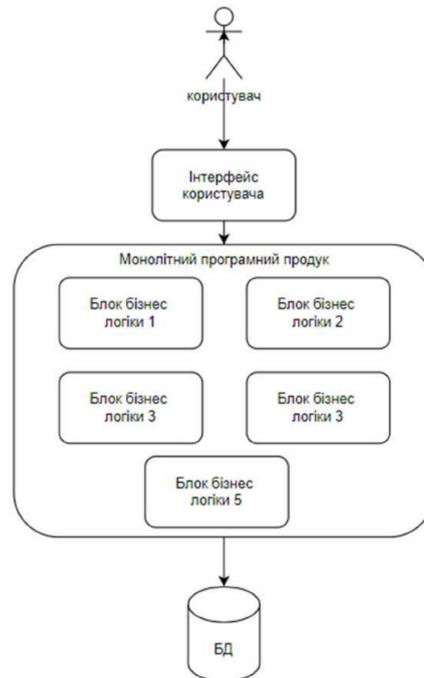 користувач
Інтерфейс
користувача
Монолітний програмний продукт
Блок бізнес
логіки 1
Блок бізнес
логіки 2
Блок бізнес
логіки 3
Блок бізнес
логіки 3
Блок бізнес
логіки 5
БД